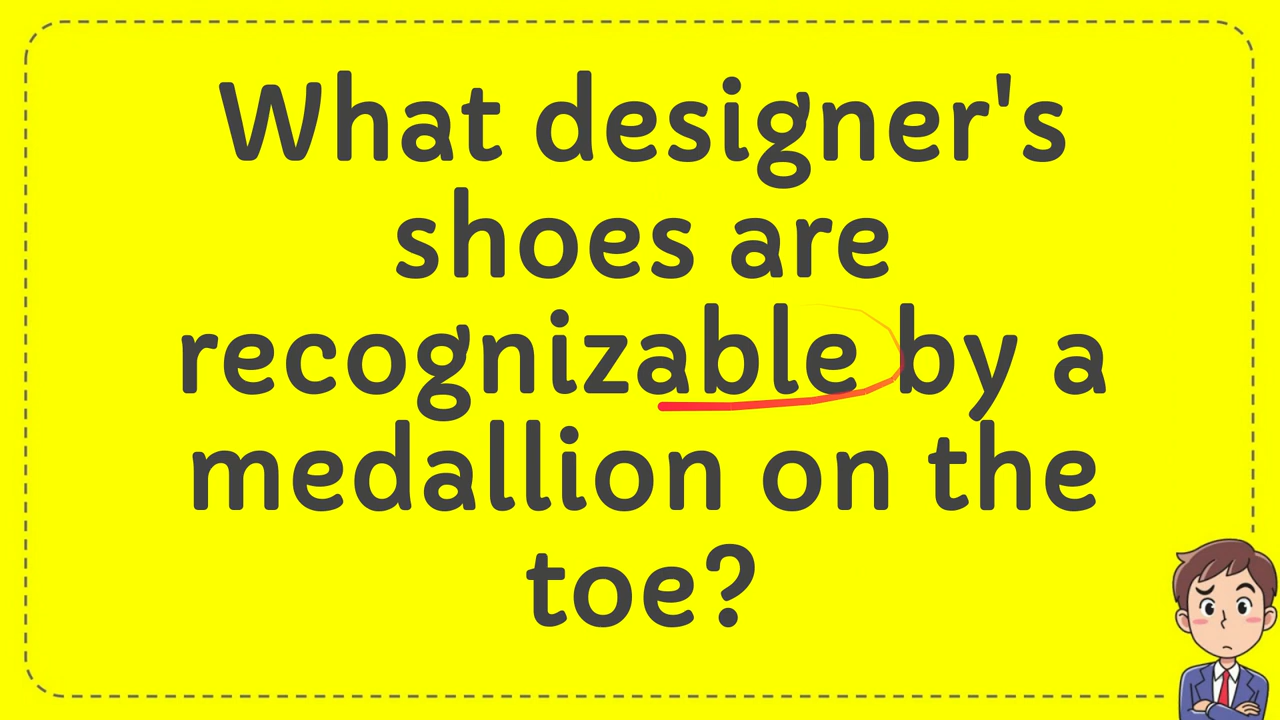 What designer's
shoes are
recognizable by a
medallion on the
toe?